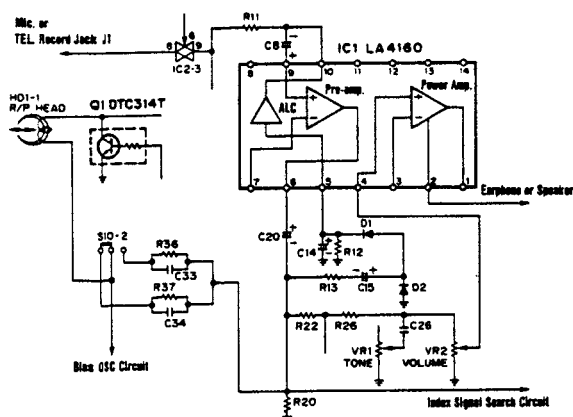 Mic. or
TEL. Record Jack J1
R11
8
6
9
IC2-3
C8
-
+
IC1 LA4160
8
9
10
11
12
13
14
HD1-1
R/P HEAD
Q1 DTC314T
ALC
Pre-amp.
Power Amp.
+
-
+
-
7
6
5
4
3
2
1
Earphone or Speaker
C20
+
-
C14
+
-
R12
D1
S10-2
R36
C33
R37
C34
R13
-
+
C15
D2
R22
R26
C26
VR1
TONE
VR2
VOLUME
Bias OSC Circuit
R20
Index Signal Search Circuit